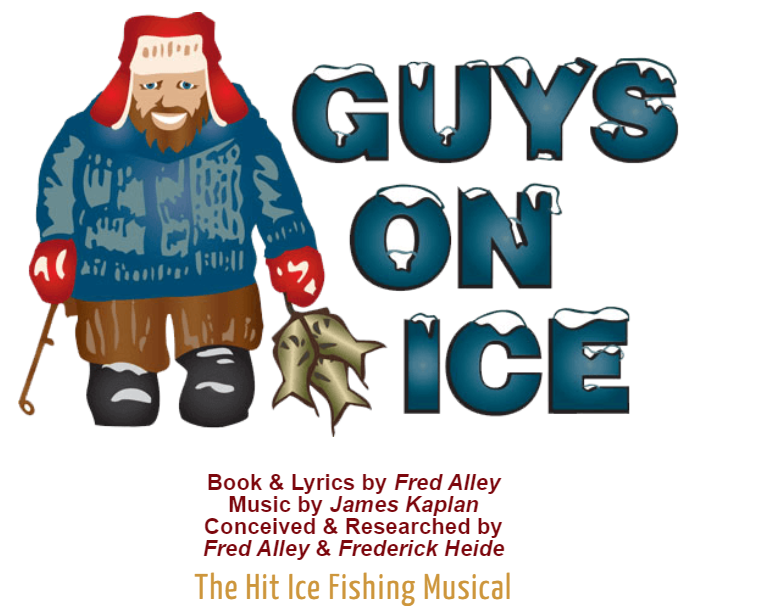 GUYS
ON
ICE
Book & Lyrics by Fred Alley
Music by James Kaplan
Conceived & Researched by
Fred Alley & Frederick Heide
The Hit Ice Fishing Musical